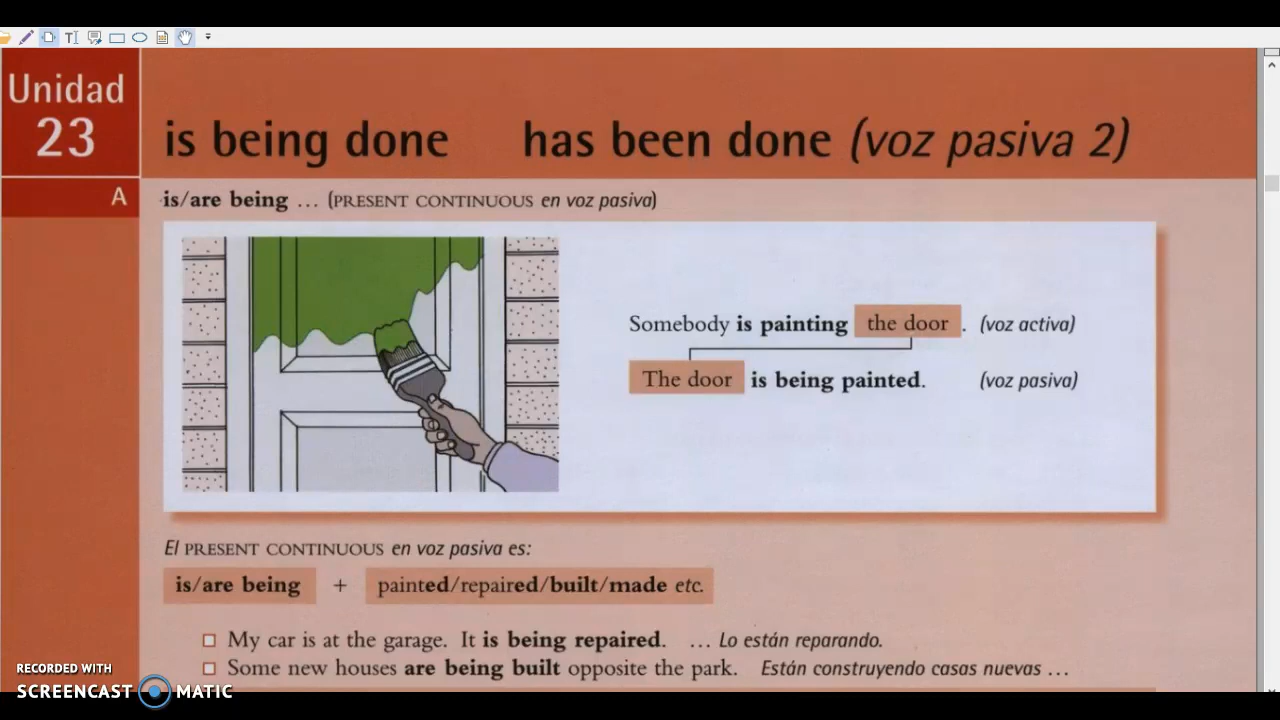 Unidad
23
is being done has been done (voz pasiva 2)
A
is/are being … (PRESENT CONTINUOUS en voz pasiva)
Somebody is painting the door . (voz activa)
The door is being painted. (voz pasiva)
El PRESENT CONTINUOUS en voz pasiva es:
is/are being + painted/repaired/built/made etc.
My car is at the garage. It is being repaired. … Lo están reparando.
Some new houses are being built opposite the park. Están construyendo casas nuevas …
RECORDED WITH
SCREENCAST MATIC